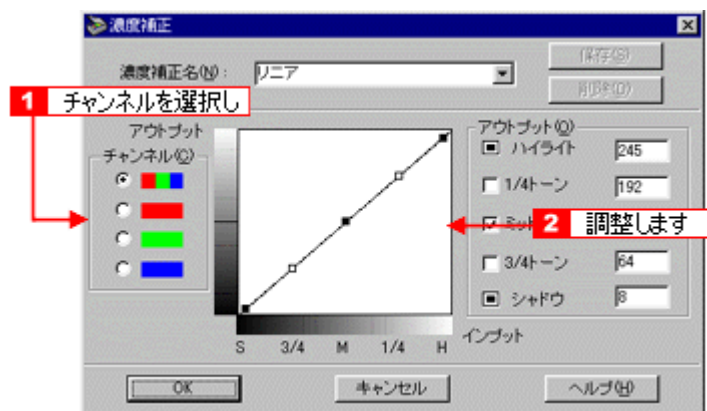 濃度補正
濃度補正名(N)： リニア
保存(S)
削除(D)
1 チャンネルを選択し
アウトプット
チャンネル(C)
アウトプット(O)
ハイライト 245
1/4トーン 192
2 調整します
3/4トーン 64
シャドウ 8
S 3/4 M 1/4 H
インプット
OK
キャンセル
ヘルプ(H)